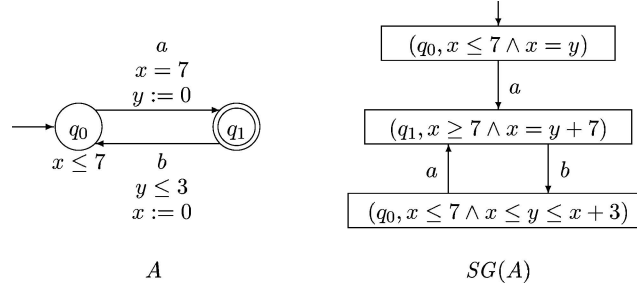 a
x = 7
y := 0
q₀
q₁
x ≤ 7
b
y ≤ 3
x := 0
A
(q₀, x ≤ 7 ∧ x = y)
a
(q₁, x ≥ 7 ∧ x = y + 7)
a
b
(q₀, x ≤ 7 ∧ x ≤ y ≤ x + 3)
SG(A)